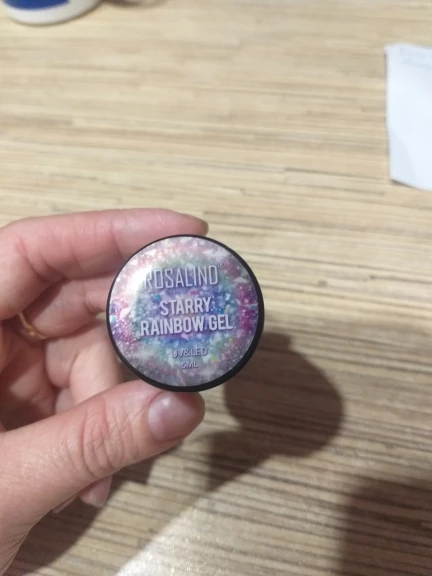 ROSALIND
STARRY
RAINBOW GEL
UV&LED
5ML